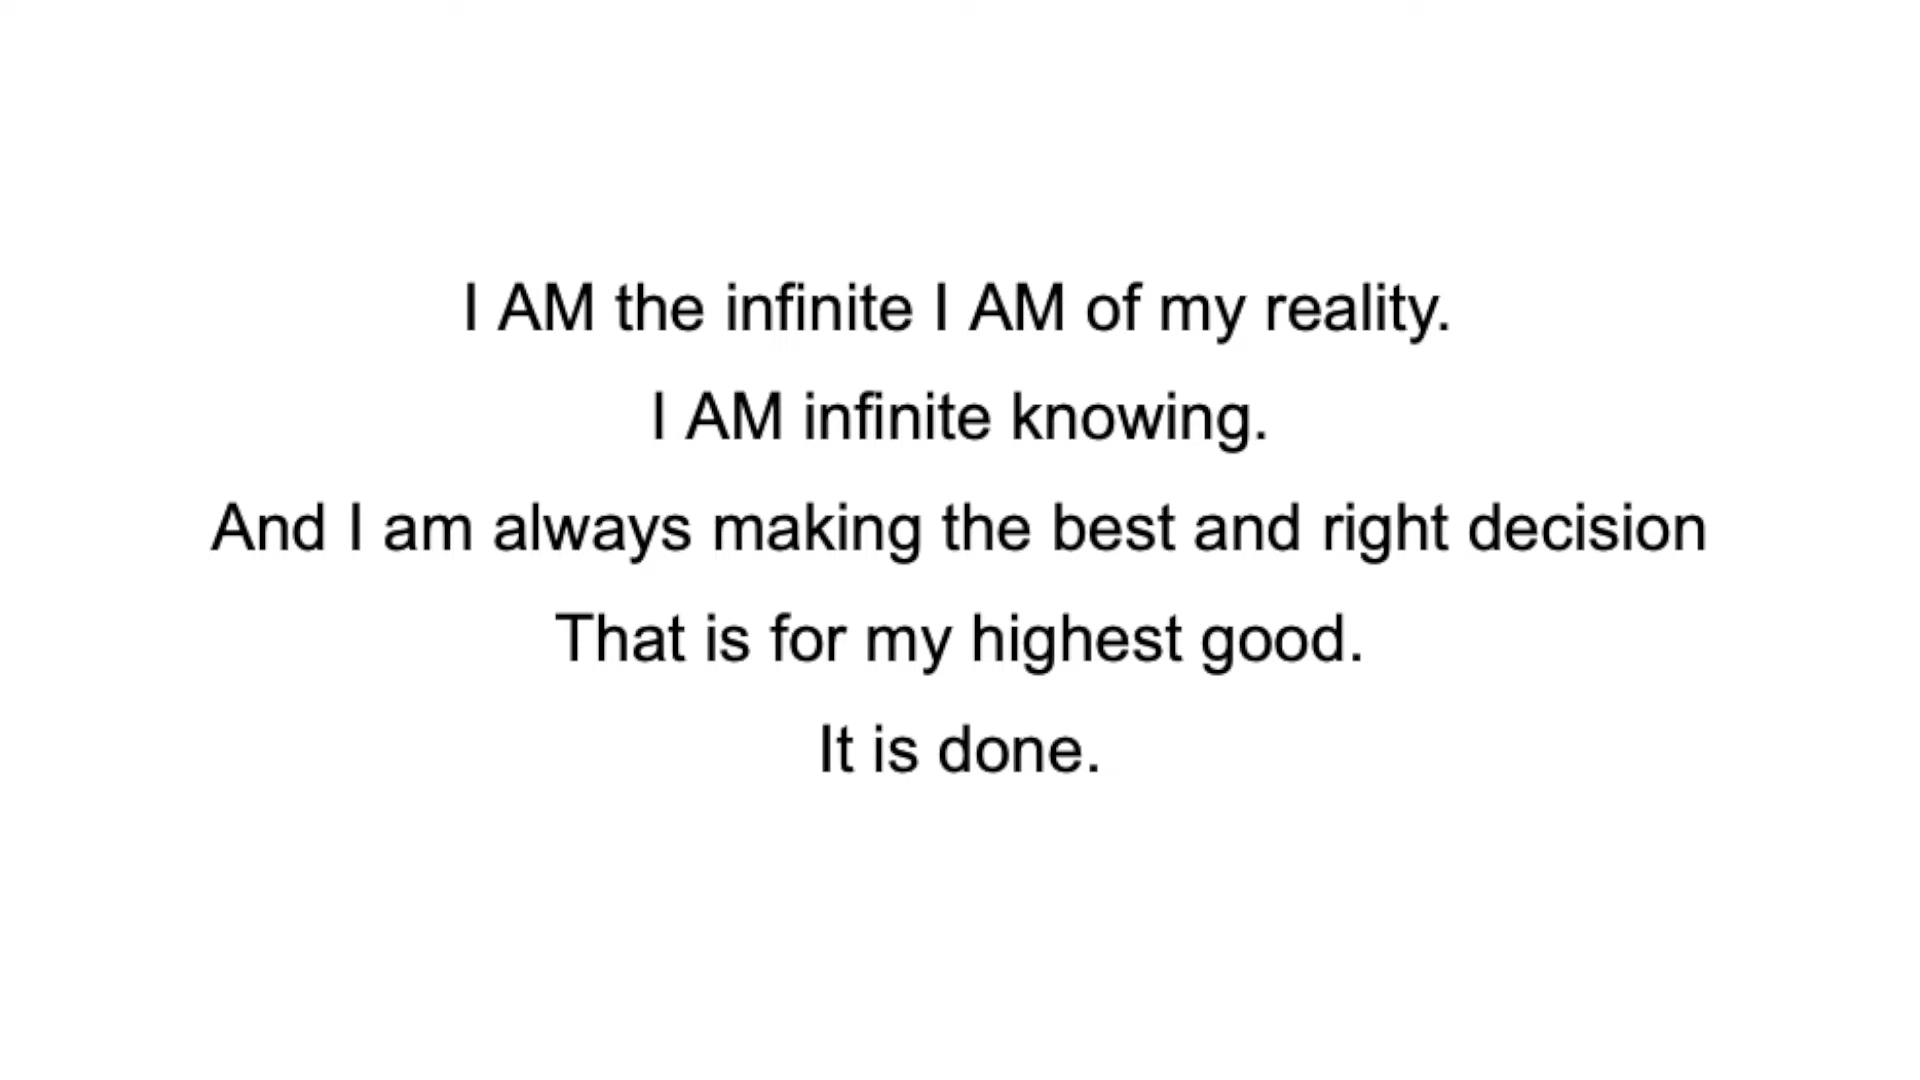 I AM the infinite I AM of my reality.
I AM infinite knowing.
And I am always making the best and right decision
That is for my highest good.
It is done.